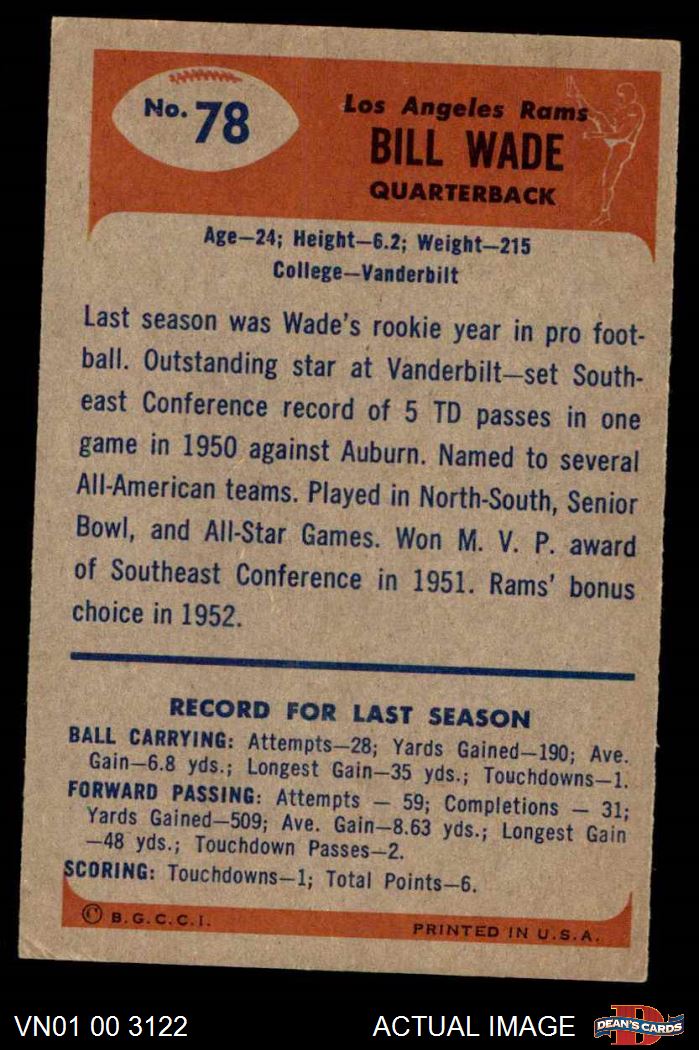 No. 78
Los Angeles Rams
BILL WADE
QUARTERBACK
Age—24; Height—6.2; Weight—215
College—Vanderbilt
Last season was Wade's rookie year in pro foot-
ball. Outstanding star at Vanderbilt—set South-
east Conference record of 5 TD passes in one
game in 1950 against Auburn. Named to several
All-American teams. Played in North-South, Senior
Bowl, and All-Star Games. Won M. V. P. award
of Southeast Conference in 1951. Rams' bonus
choice in 1952.
RECORD FOR LAST SEASON
BALL CARRYING: Attempts—28; Yards Gained—190; Ave.
Gain—6.8 yds.; Longest Gain—35 yds.; Touchdowns—1.
FORWARD PASSING: Attempts — 59; Completions — 31;
Yards Gained—509; Ave. Gain—8.63 yds.; Longest Gain
—48 yds.; Touchdown Passes—2.
SCORING: Touchdowns—1; Total Points—6.
© B.G.C.C.I.
PRINTED IN U.S.A.
VN01 00 3122
ACTUAL IMAGE
D
DEAN'S CARDS